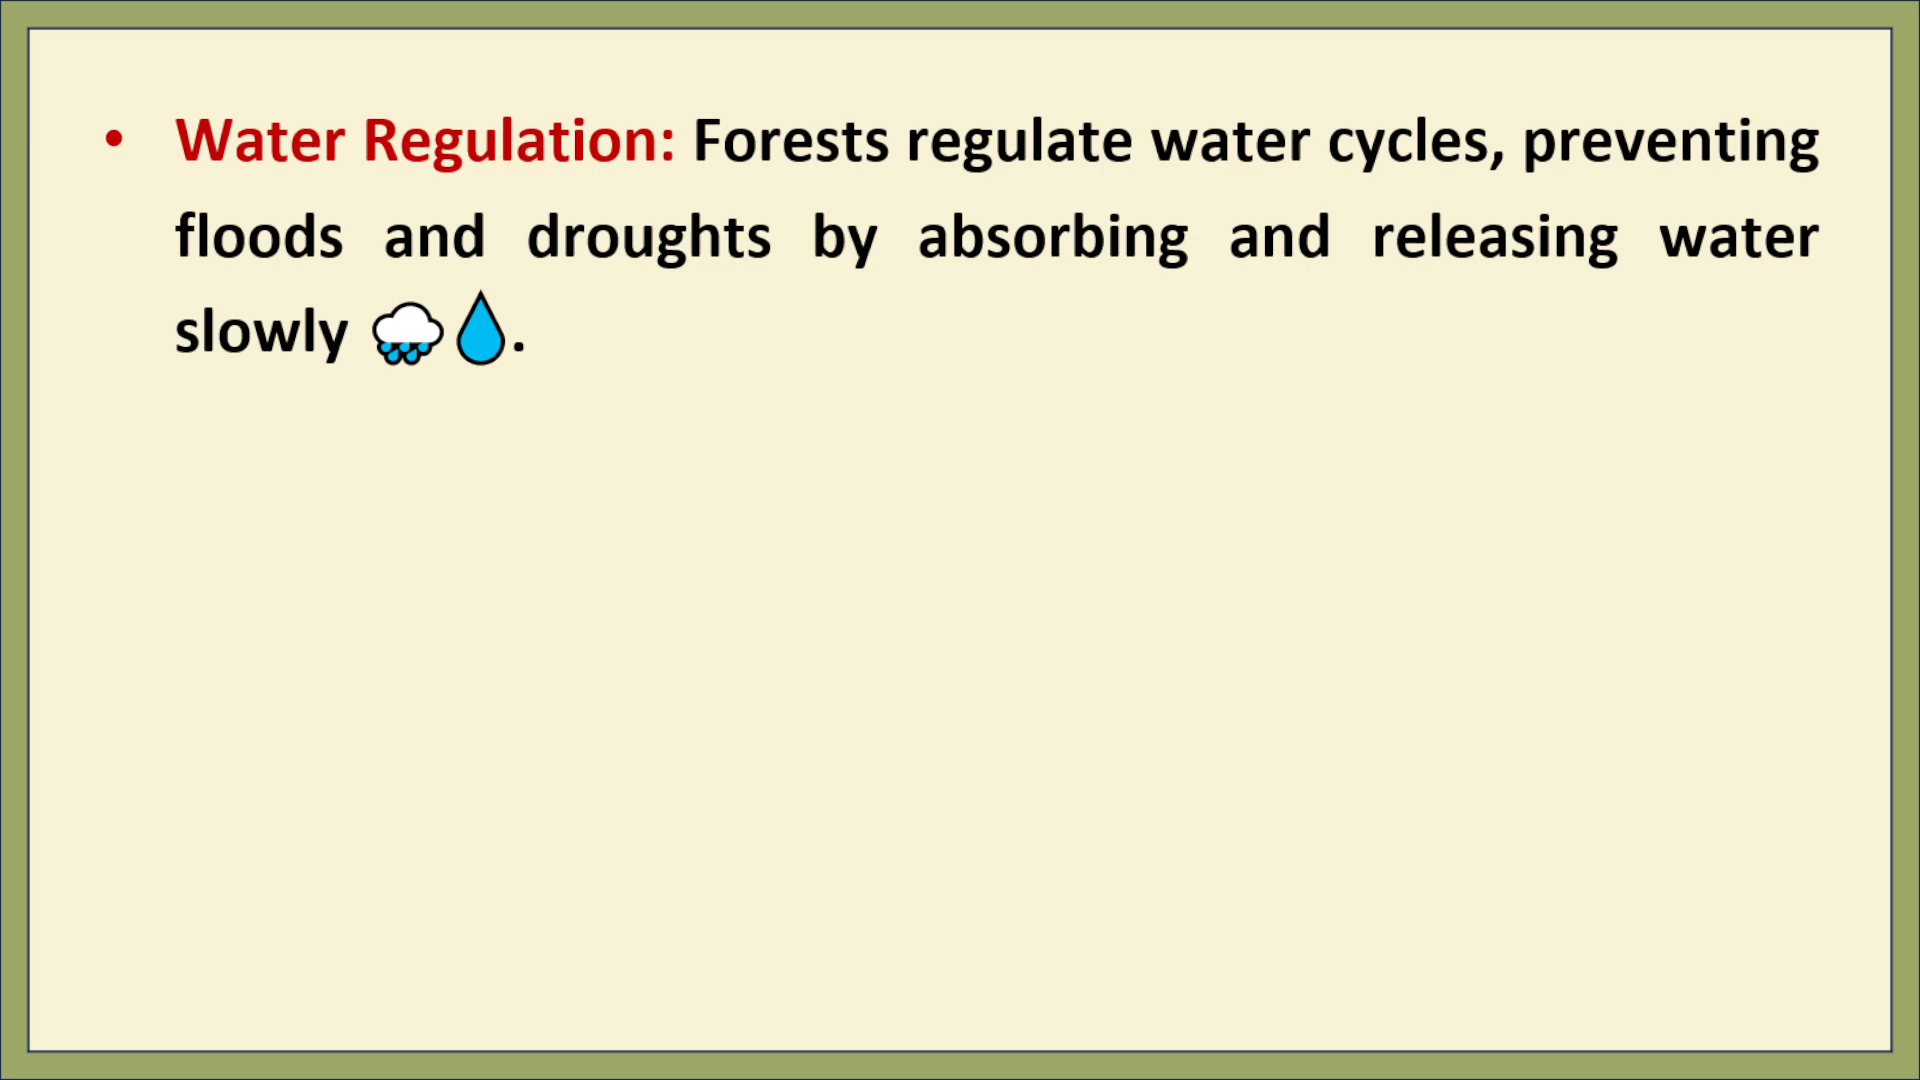 • Water Regulation: Forests regulate water cycles, preventing
floods and droughts by absorbing and releasing water
slowly 🌧💧.